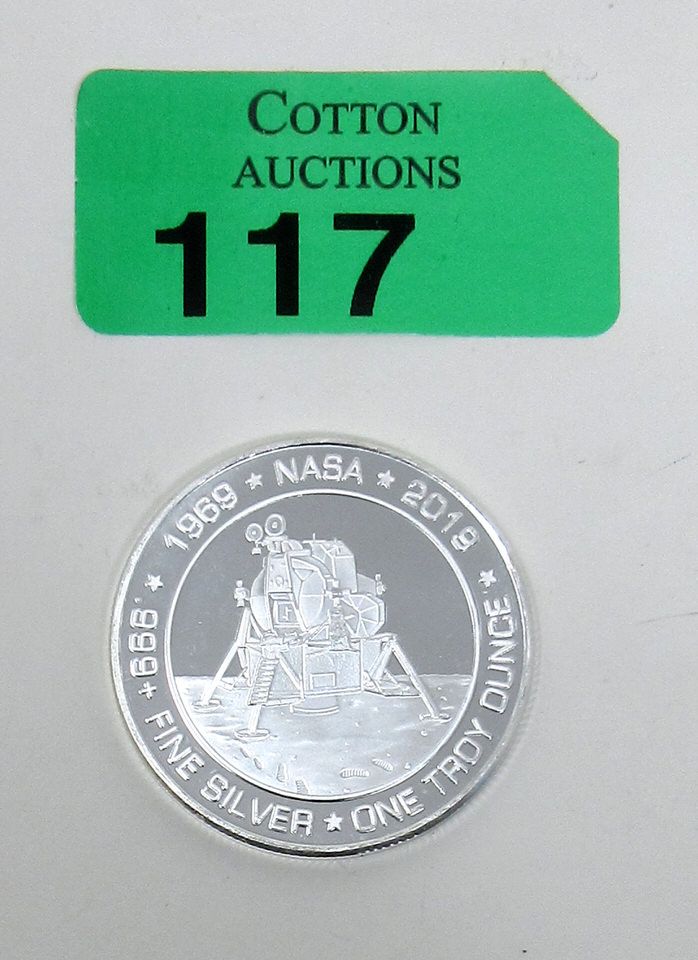 COTTON
AUCTIONS
117
1969 ★ NASA ★ 2019 ★
.999+ FINE SILVER ★ ONE TROY OUNCE ★